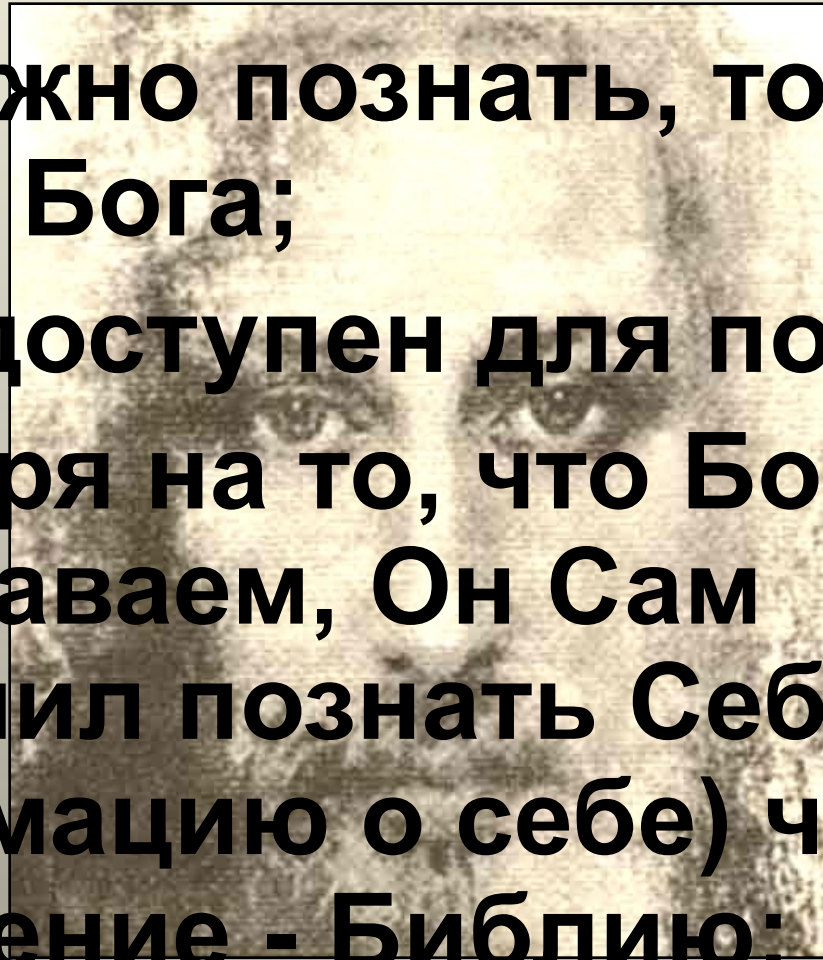 жно познать, то
Бога;
доступен для по
ря на то, что Бо
аваем, Он Сам
ил познать Себ
мацию о себе) ч
ение - Библию;